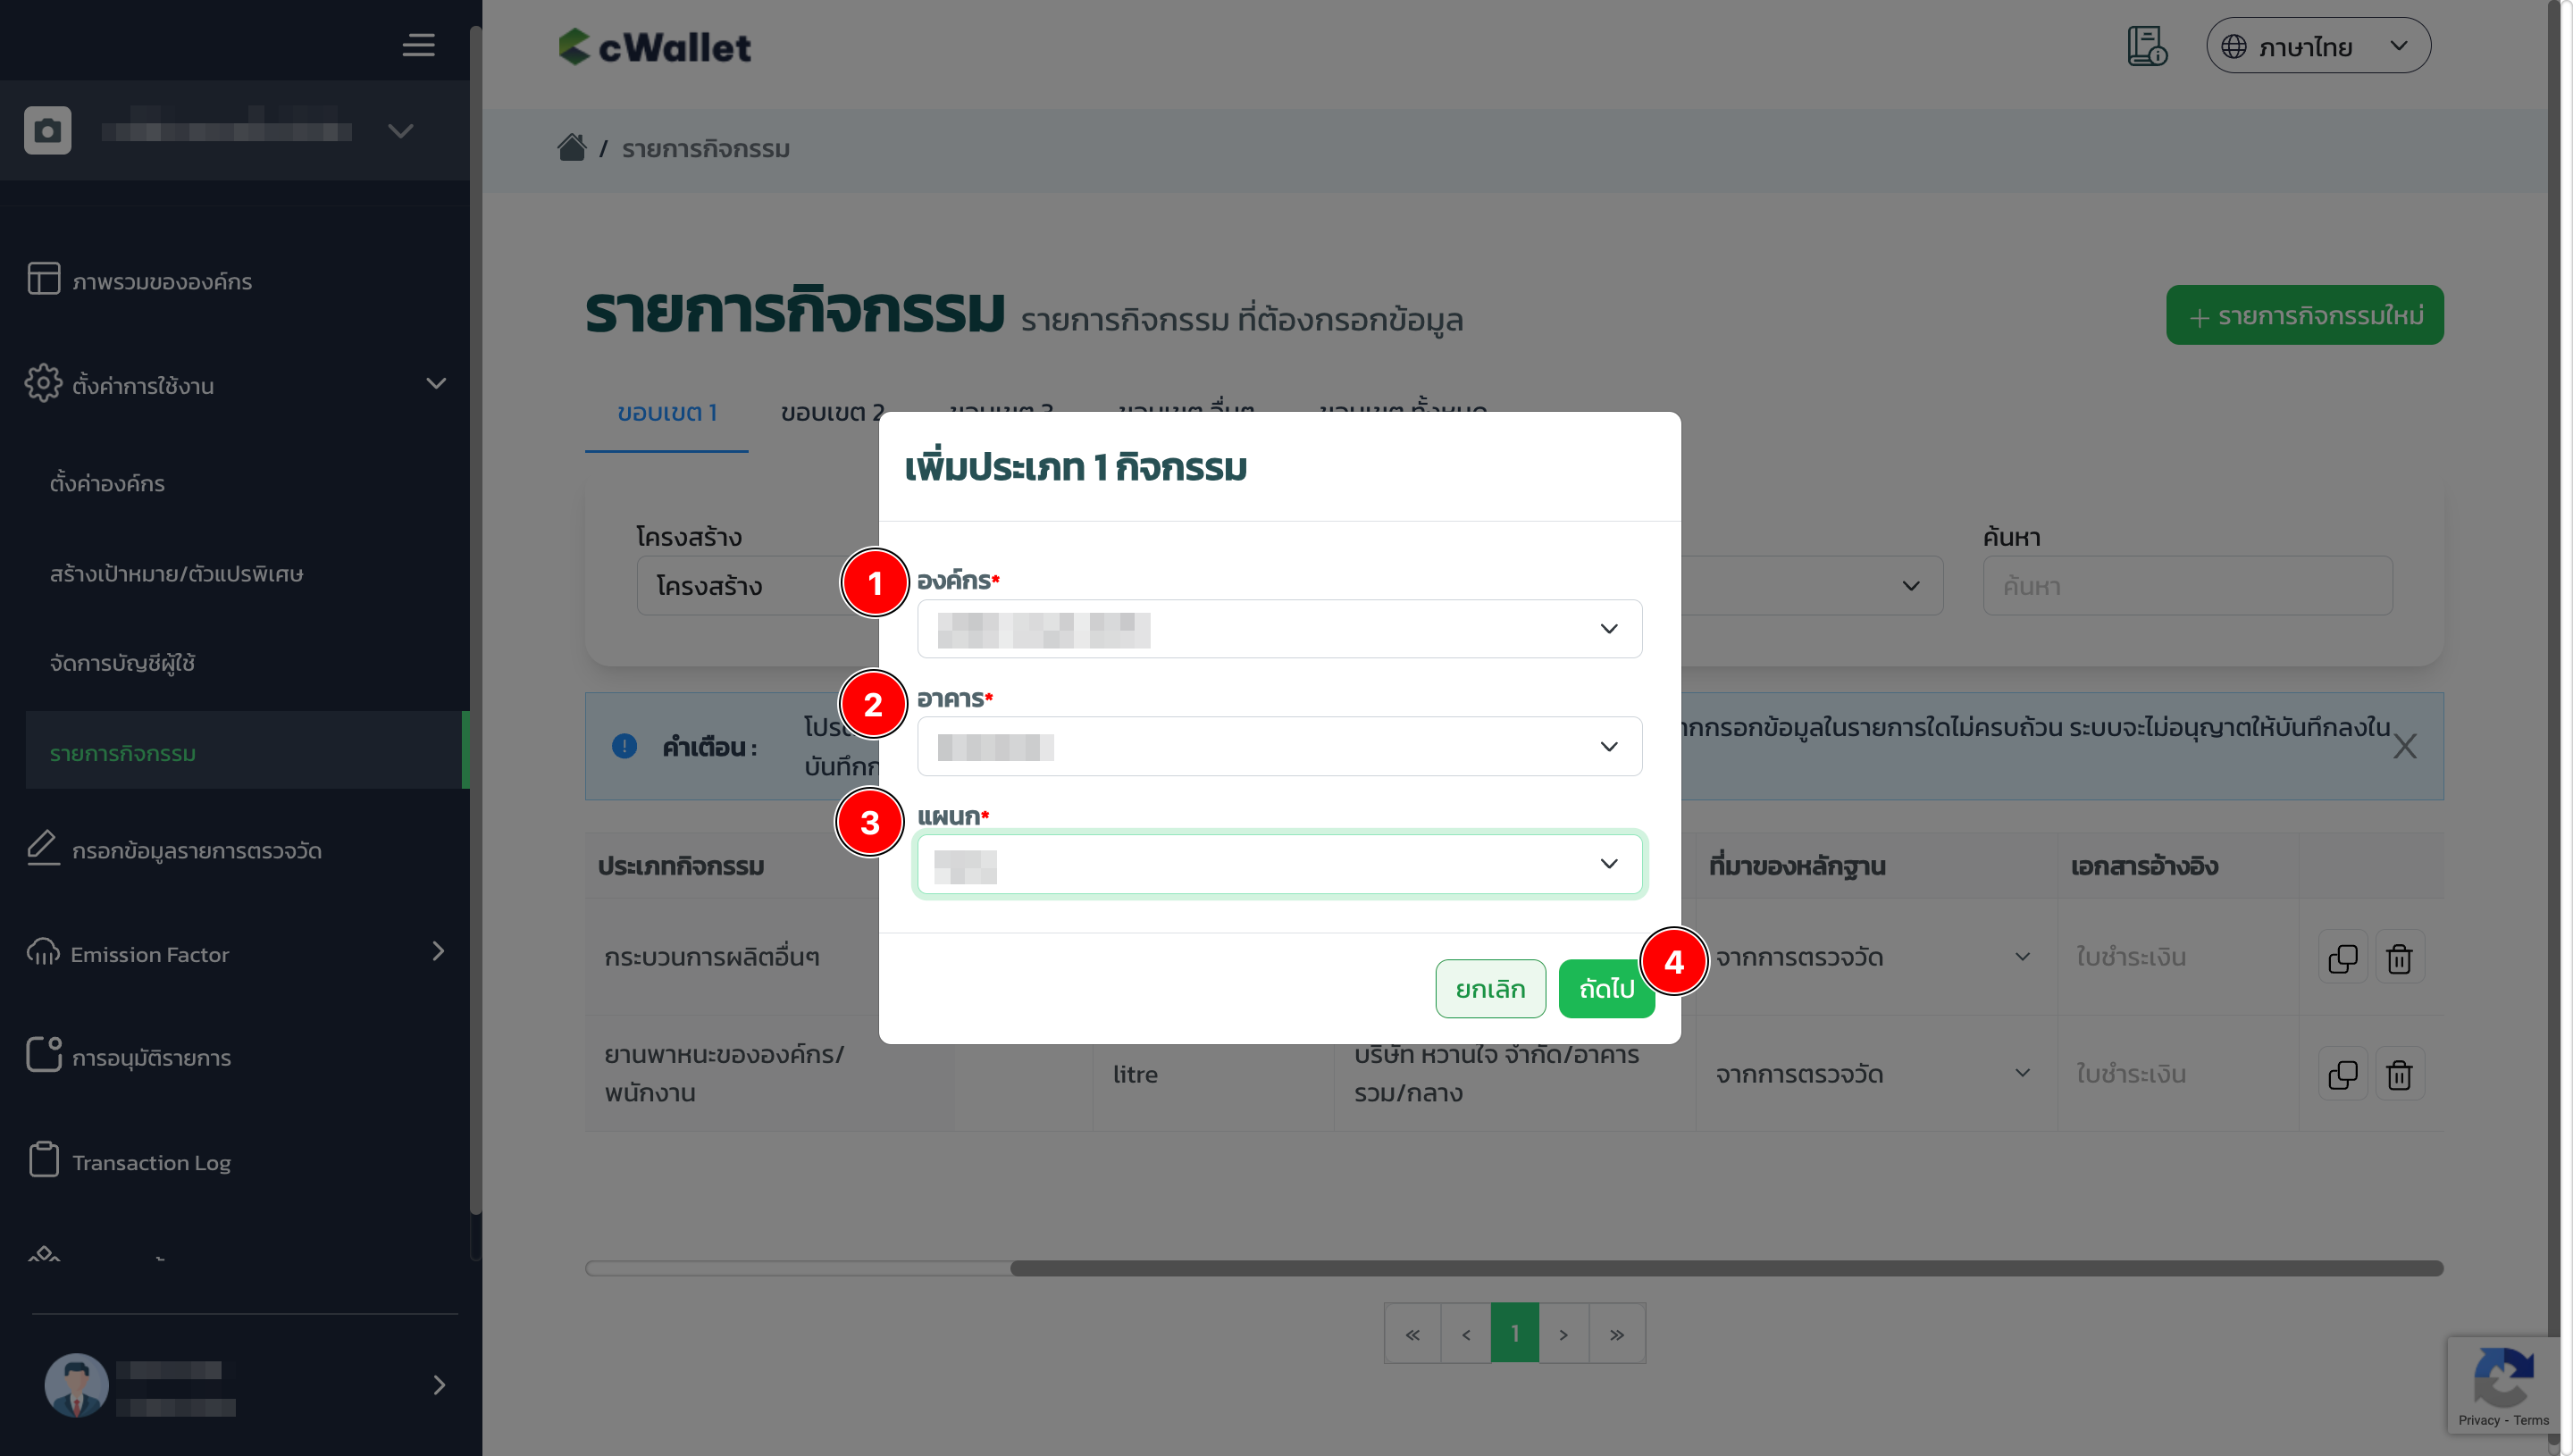 cWallet
ภาษาไทย
/ รายการกิจกรรม
ภาพรวมขององค์กร
ตั้งค่าการใช้งาน
ตั้งค่าองค์กร
สร้างเป้าหมาย/ตัวแปรพิเศษ
จัดการบัญชีผู้ใช้
รายการกิจกรรม
กรอกข้อมูลรายการตรวจวัด
Emission Factor
การอนุมัติรายการ
Transaction Log
รายการกิจกรรม รายการกิจกรรม ที่ต้องกรอกข้อมูล
+ รายการกิจกรรมใหม่
ขอบเขต 1
ขอบเขต 2
ขอบเขต 3
ขอบเขต อื่นๆ
ขอบเขต ทั้งหมด
โครงสร้าง
โครงสร้าง
ค้นหา
ค้นหา
คำเตือน :
กรอกข้อมูลในรายการใดไม่ครบถ้วน ระบบจะไม่อนุญาตให้บันทึกลงใน
เพิ่มประเภท 1 กิจกรรม
1 องค์กร*
2 อาคาร*
3 แผนก*
ยกเลิก
ถัดไป
4
ประเภทกิจกรรม
ที่มาของหลักฐาน
เอกสารอ้างอิง
กระบวนการผลิตอื่นๆ
จากการตรวจวัด
ใบชำระเงิน
ยานพาหนะขององค์กร/
พนักงาน
litre
บริษัท หวานใจ จำกัด/อาคาร
รวม/กลาง
จากการตรวจวัด
ใบชำระเงิน
« ‹ 1 › »
Privacy - Terms